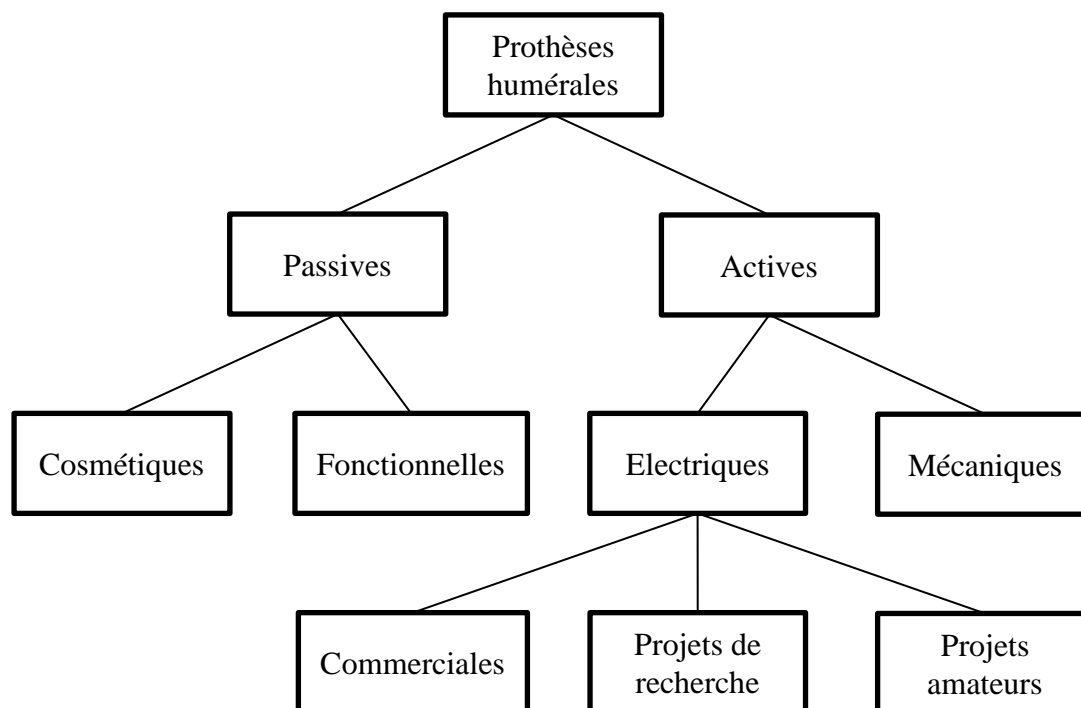 Prothèses
humérales
Passives
Actives
Cosmétiques
Fonctionnelles
Electriques
Mécaniques
Commerciales
Projets de
recherche
Projets
amateurs